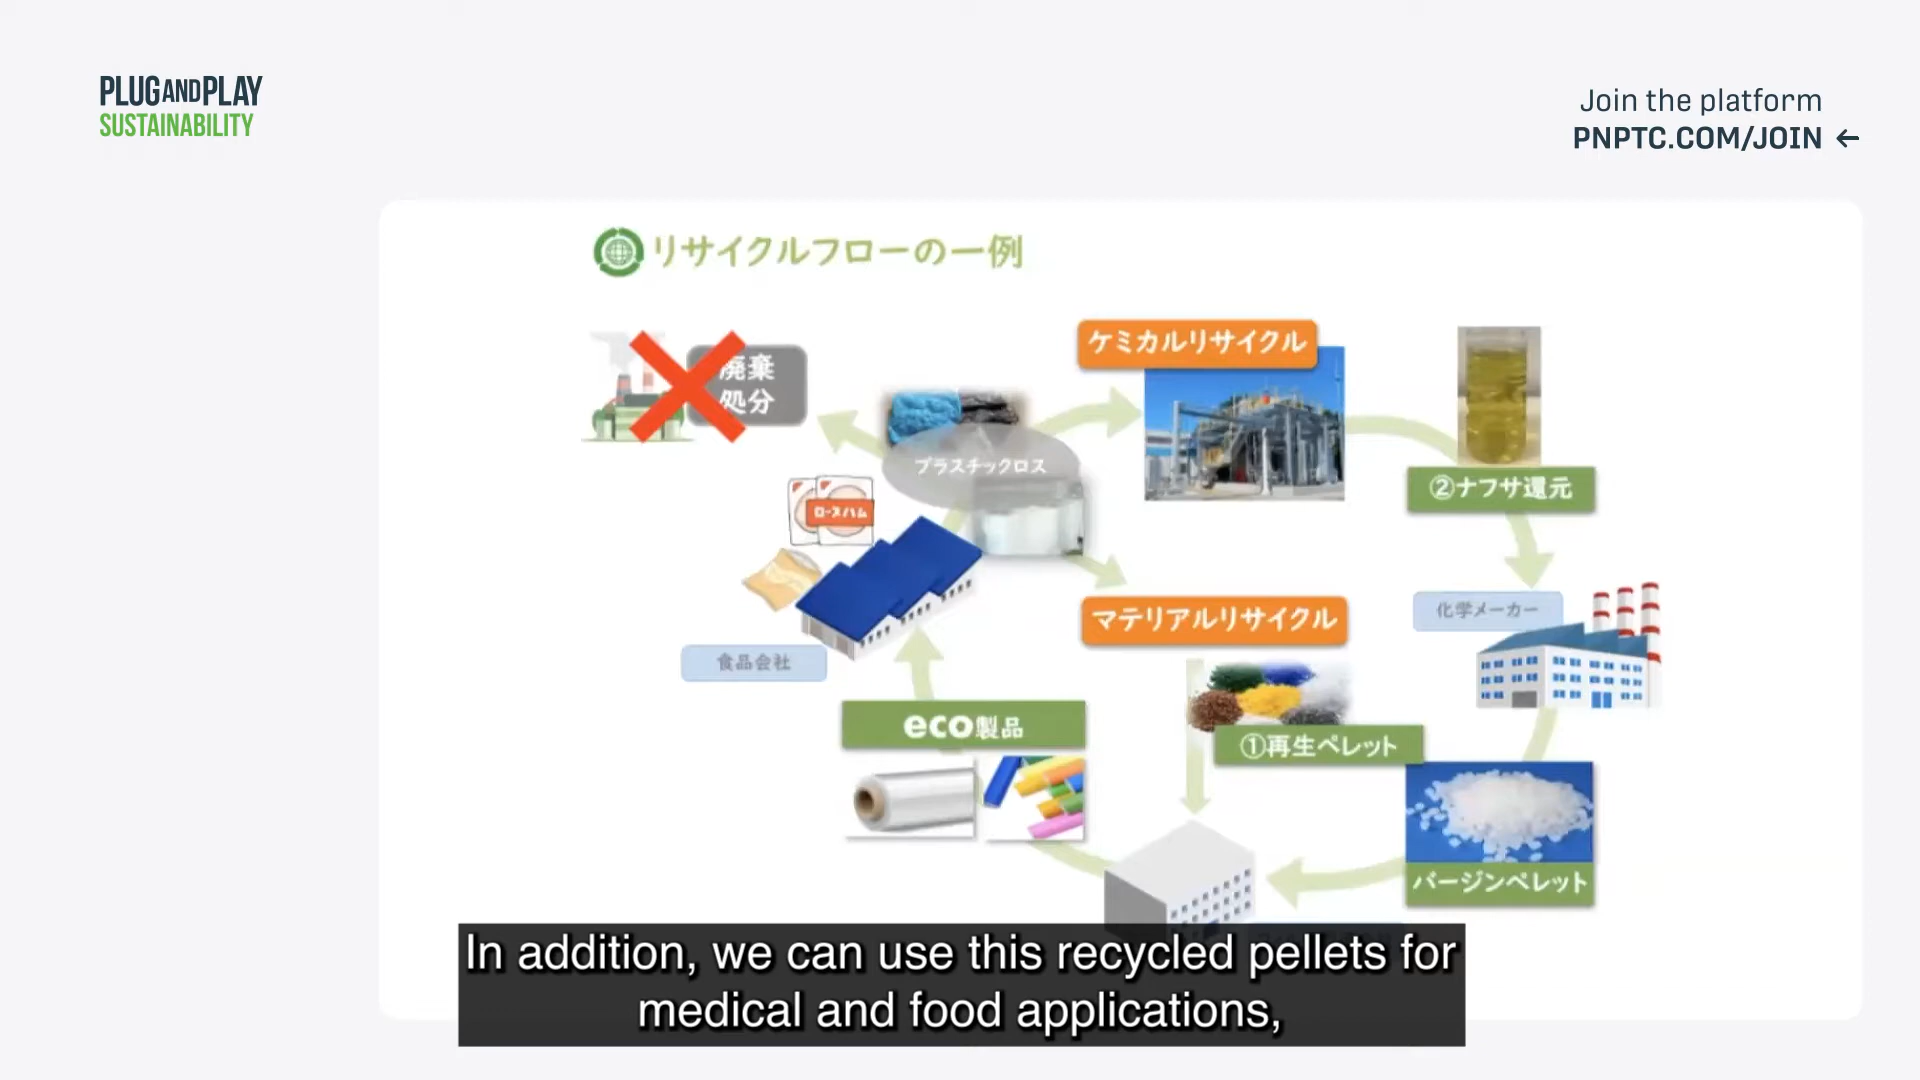 PLUGANDPLAY
SUSTAINABILITY
Join the platform
PNPTC.COM/JOIN ←
リサイクルフローの一例
廃棄
処分
ケミカルリサイクル
プラスチックロス
ロースハム
②ナフサ還元
マテリアルリサイクル
化学メーカー
食品会社
eco製品
①再生ペレット
バージンペレット
In addition, we can use this recycled pellets for
medical and food applications,